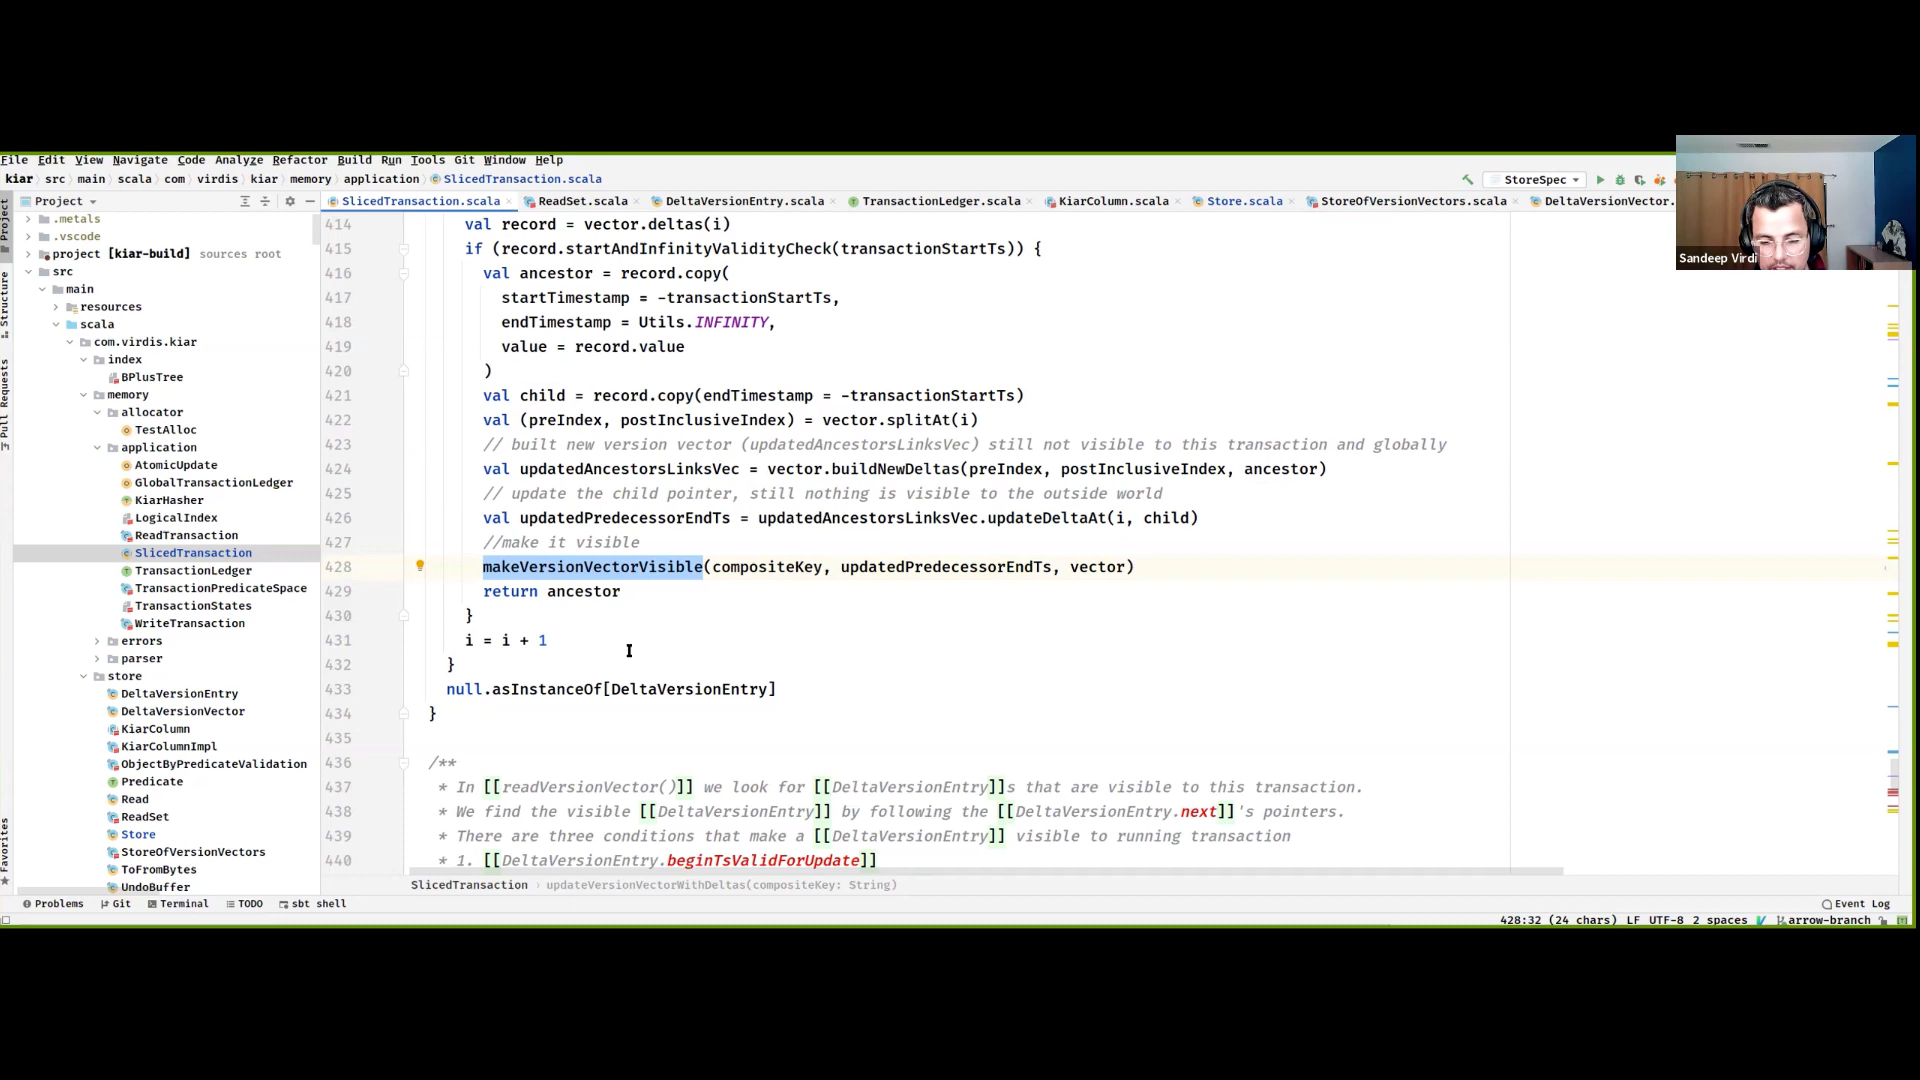 File Edit View Navigate Code Analyze Refactor Build Run Tools Git Window Help
kiar src main scala com virdis kiar memory application SlicedTransaction.scala
StoreSpec
Project
SlicedTransaction.scala ReadSet.scala DeltaVersionEntry.scala TransactionLedger.scala KiarColumn.scala Store.scala StoreOfVersionVectors.scala DeltaVersionVector.
Project
Structure
Pull Requests
Favorites
.metals
.vscode
project [kiar-build] sources root
src
main
resources
scala
com.virdis.kiar
index
BPlusTree
memory
allocator
TestAlloc
application
AtomicUpdate
GlobalTransactionLedger
KiarHasher
LogicalIndex
ReadTransaction
SlicedTransaction
TransactionLedger
TransactionPredicateSpace
TransactionStates
WriteTransaction
errors
parser
store
DeltaVersionEntry
DeltaVersionVector
KiarColumn
KiarColumnImpl
ObjectByPredicateValidation
Predicate
Read
ReadSet
Store
StoreOfVersionVectors
ToFromBytes
UndoBuffer
414 val record = vector.deltas(i)
415 if (record.startAndInfinityValidityCheck(transactionStartTs)) {
416 val ancestor = record.copy(
417 startTimestamp = -transactionStartTs,
418 endTimestamp = Utils.INFINITY,
419 value = record.value
420 )
421 val child = record.copy(endTimestamp = -transactionStartTs)
422 val (preIndex, postInclusiveIndex) = vector.splitAt(i)
423 // built new version vector (updatedAncestorsLinksVec) still not visible to this transaction and globally
424 val updatedAncestorsLinksVec = vector.buildNewDeltas(preIndex, postInclusiveIndex, ancestor)
425 // update the child pointer, still nothing is visible to the outside world
426 val updatedPredecessorEndTs = updatedAncestorsLinksVec.updateDeltaAt(i, child)
427 //make it visible
428 makeVersionVectorVisible(compositeKey, updatedPredecessorEndTs, vector)
429 return ancestor
430 }
431 i = i + 1
432 }
433 null.asInstanceOf[DeltaVersionEntry]
434 }
435
436 /**
437 * In [[readVersionVector()]] we look for [[DeltaVersionEntry]]s that are visible to this transaction.
438 * We find the visible [[DeltaVersionEntry]] by following the [[DeltaVersionEntry.next]]'s pointers.
439 * There are three conditions that make a [[DeltaVersionEntry]] visible to running transaction
440 * 1. [[DeltaVersionEntry.beginTsValidForUpdate]]
SlicedTransaction updateVersionVectorWithDeltas(compositeKey: String)
Problems Git Terminal TODO sbt shell Event Log
428:32 (24 chars) LF UTF-8 2 spaces arrow-branch
Sandeep Virdi